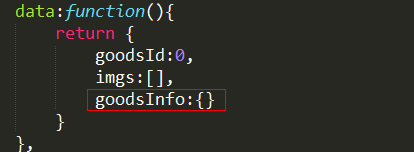 data:function(){
return {
goodsId:0,
imgs:[],
goodsInfo:{}
}
},